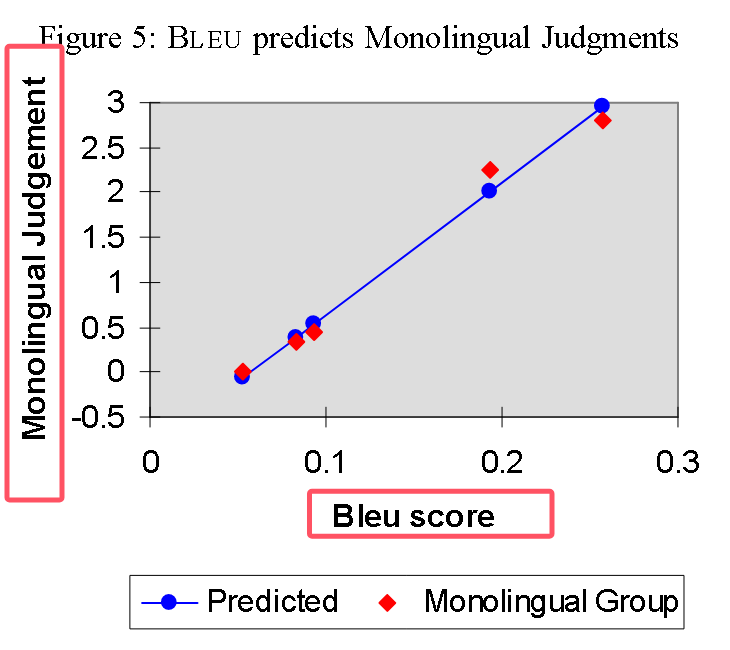 Figure 5: BLEU predicts Monolingual Judgments
Monolingual Judgement
3
2.5
2
1.5
1
0.5
0
-0.5
0 0.1 0.2 0.3
Bleu score
Predicted Monolingual Group